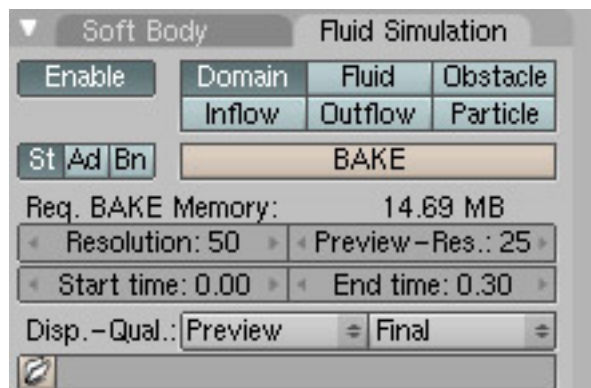 Soft Body Fluid Simulation
Enable Domain Fluid Obstacle
Inflow Outflow Particle
St Ad Bn BAKE
Req. BAKE Memory: 14.69 MB
Resolution: 50 Preview-Res.: 25
Start time: 0.00 End time: 0.30
Disp.-Qual.: Preview Final